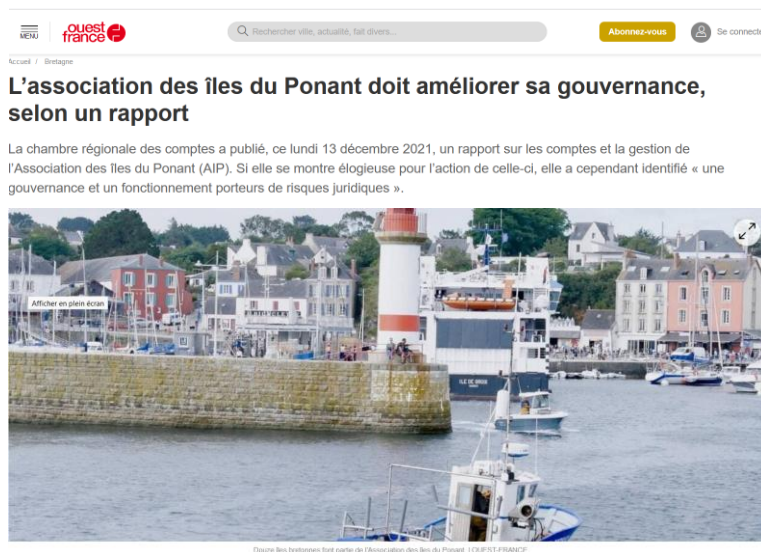 MENU
ouest
france
Rechercher ville, actualité, fait divers...
Abonnez-vous
Se connecte
Accueil / Bretagne
L’association des îles du Ponant doit améliorer sa gouvernance,
selon un rapport
La chambre régionale des comptes a publié, ce lundi 13 décembre 2021, un rapport sur les comptes et la gestion de
l’Association des îles du Ponant (AIP). Si elle se montre élogieuse pour l’action de celle-ci, elle a cependant identifié « une
gouvernance et un fonctionnement porteurs de risques juridiques ».
Afficher en plein écran
Douze îles bretonnes font partie de l’Association des îles du Ponant. | OUEST-FRANCE